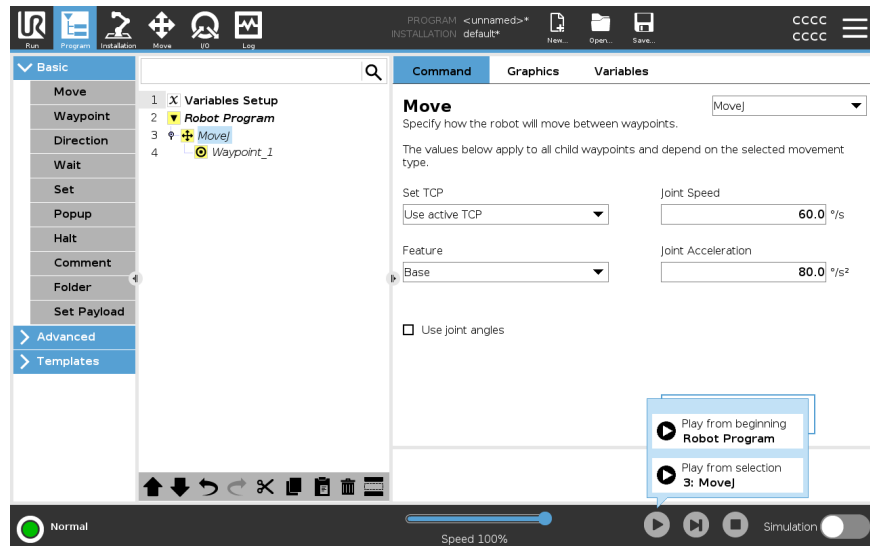 PROGRAM <unnamed>*
INSTALLATION default*
CCCC
CCCC
Run Program Installation Move I/O Log New... Open... Save...
Basic
Move
Waypoint
Direction
Wait
Set
Popup
Halt
Comment
Folder
Set Payload
Advanced
Templates
1 X Variables Setup
2 Robot Program
3 MoveJ
4 Waypoint_1
Command Graphics Variables
Move
MoveJ
Specify how the robot will move between waypoints.
The values below apply to all child waypoints and depend on the selected movement
type.
Set TCP
Joint Speed
Use active TCP
60.0 °/s
Feature
Joint Acceleration
Base
80.0 °/s²
Use joint angles
Play from beginning
Robot Program
Play from selection
3: MoveJ
Normal
Speed 100%
Simulation